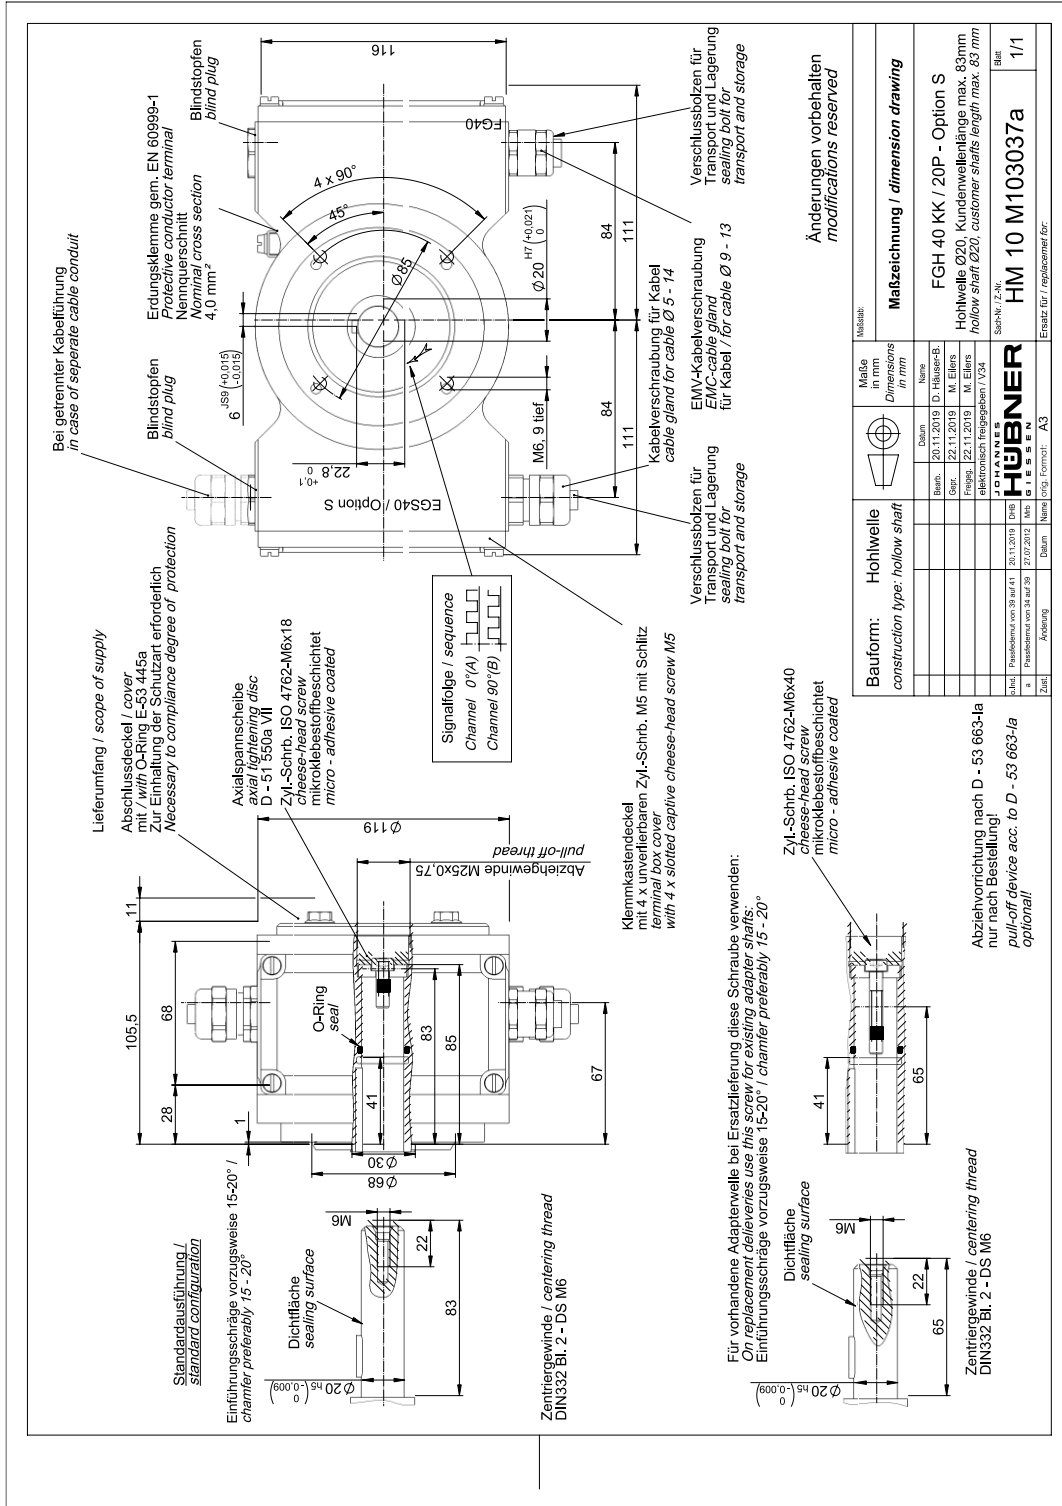 Standardausführung /
standard configuration
Einführungsschräge vorzugsweise 15-20° /
chamfer preferably 15 - 20°
Dichtfläche
sealing surface
M6
22
83
Ø 20 h5 ( 0 / -0,009 )
Zentriergewinde / centering thread
DIN332 Bl. 2 - DS M6
Lieferumfang / scope of supply
Abschlussdeckel / cover
mit / with O-Ring E-53 445a
Zur Einhaltung der Schutzart erforderlich
Necessary to compliance degree of protection
Axialspannscheibe
axial tightening disc
D - 51 550a VII
Zyl.-Schrb. ISO 4762-M6x18
cheese-head screw
mikroklebestoffbeschichtet
micro - adhesive coated
105,5
11
68
28
1
O-Ring
seal
41
83
85
67
Ø30
Ø68
Ø119
Abziehgewinde M25x0,75
pull-off thread
Bei getrennter Kabelführung
in case of seperate cable conduit
Blindstopfen
blind plug
Erdungsklemme gem. EN 60999-1
Protective conductor terminal
Nennquerschnitt
Nominal cross section
4,0 mm²
Blindstopfen
blind plug
6 JS9 (+0,015 / -0,015)
22,8 +0,1 0
4 x 90°
45°
Ø85
Ø20 H7 (+0,021 / 0)
M6, 9 tief
116
84
111
84
111
FG40
EGS40 / Option S
Signalfolge / sequence
Channel 0°(A)
Channel 90°(B)
Verschlussbolzen für
Transport und Lagerung
sealing bolt for
transport and storage
EMV-Kabelverschraubung
EMC-cable gland
für Kabel / for cable Ø 9 - 13
Kabelverschraubung für Kabel
cable gland for cable Ø 5 - 14
Verschlussbolzen für
Transport und Lagerung
sealing bolt for
transport and storage
Klemmkastendeckel
mit 4 x unverlierbaren Zyl.-Schrb. M5 mit Schlitz
terminal box cover
with 4 x slotted captive cheese-head screw M5
Für vorhandene Adapterwelle bei Ersatzlieferung diese Schraube verwenden:
On replacement delieveries use this screw for existing adapter shafts:
Einführungsschräge vorzugsweise 15-20° / chamfer preferably 15 - 20°
Dichtfläche
sealing surface
M6
22
65
Ø 20 h5 ( 0 / -0,009 )
Zentriergewinde / centering thread
DIN332 Bl. 2 - DS M6
41
65
Zyl.-Schrb. ISO 4762-M6x40
cheese-head screw
mikroklebestoffbeschichtet
micro - adhesive coated
Abziehvorrichtung nach D - 53 663-Ia
nur nach Bestellung!
pull-off device acc. to D - 53 663-Ia
optional!
Änderungen vorbehalten
modifications reserved
Bauform: Hohlwelle
construction type: hollow shaft
Maße
in mm
Dimensions
in mm
Maßstab:
Maßzeichnung / dimension drawing
Datum Name
Bearb. 20.11.2019 D. Häuser-B.
Gepr. 22.11.2019 M. Eilers
Freigeg. 22.11.2019 M. Eilers
elektronisch freigegeben / V34
FGH 40 KK / 20P - Option S
Hohlwelle Ø20, Kundenwellenlänge max. 83mm
hollow shaft Ø20, customer shafts length max. 83 mm
o.Ind. Passfedernut von 39 auf 41 20.11.2019 DHB
a Passfedernut von 34 auf 39 27.07.2012 Mrb
Zust. Änderung Datum Name
JOHANNES
HÜBNER
GIESSEN
orig. Format: A3
Sach-Nr. / Z.-Nr.
HM 10 M103037a
Blatt
1/1
Ersatz für / replacemet for: